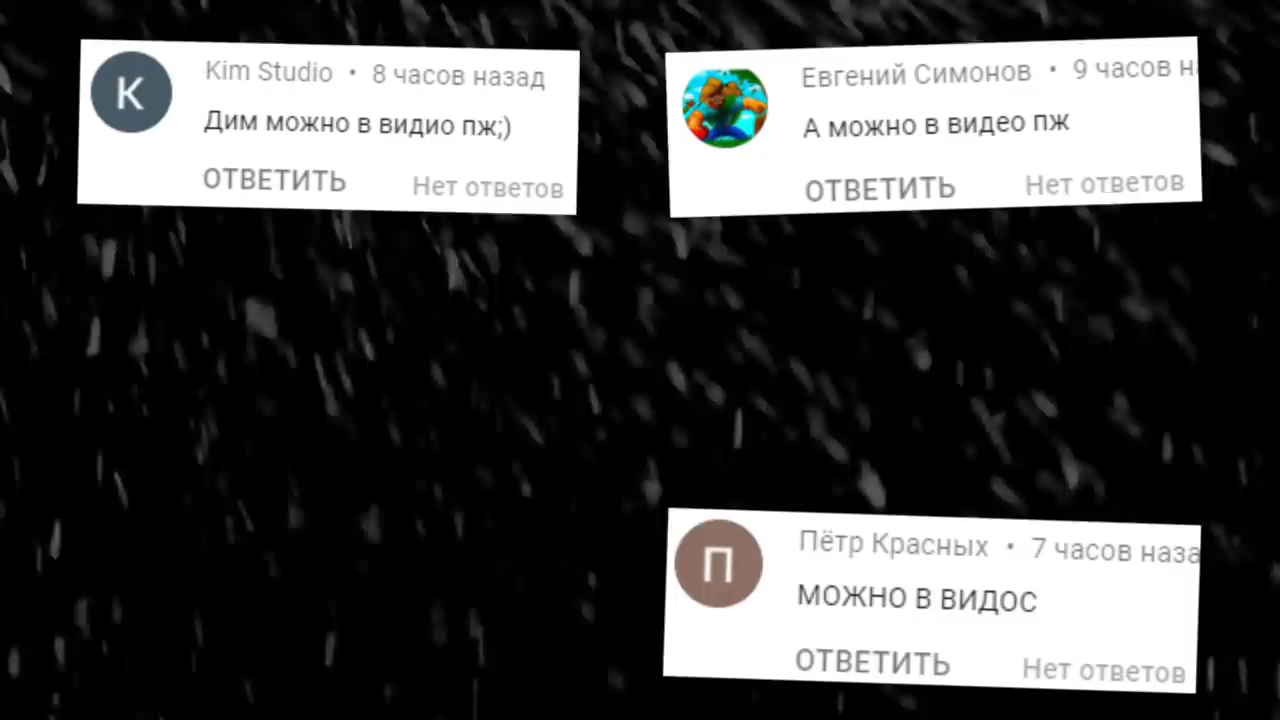 К
Kim Studio • 8 часов назад
Дим можно в видио пж;)
ОТВЕТИТЬ Нет ответов
Евгений Симонов • 9 часов н
А можно в видео пж
ОТВЕТИТЬ Нет ответов
П
Пётр Красных • 7 часов наза
МОЖНО В ВИДОС
ОТВЕТИТЬ Нет ответов